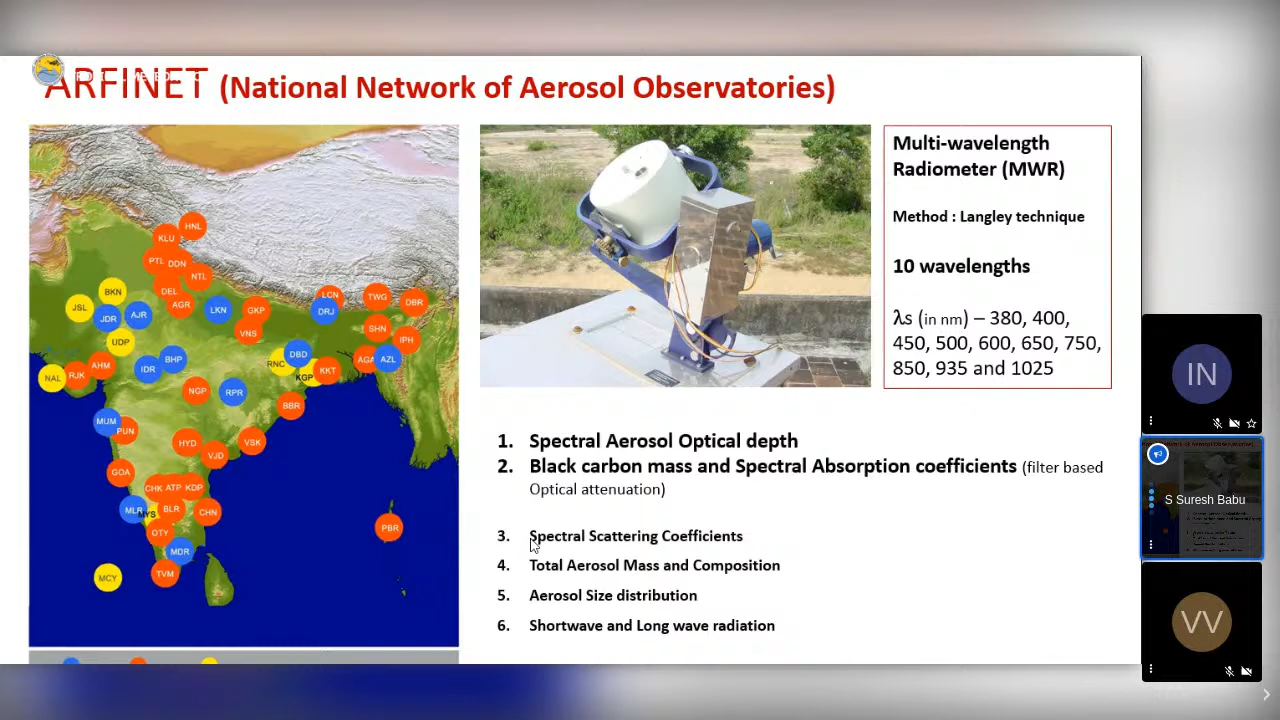 ARFINET (National Network of Aerosol Observatories)
HNL
KLU
PTL DDN
NTL
DEL
BKN
JSL
AGR
LKN
GKP
LCN
TWG
DBR
JDR
AJR
DRJ
VNS
SHN
UDP
IPH
DBD
RNC
BHP
AGA
AZL
IDR
AHM
RJK
NAL
KGP
KKT
NGP
RPR
BBR
MUM
PUN
HYD
VSK
VJD
GOA
CHK ATP KDP
MLR
MYS
BLR
CHN
PBR
OTY
MDR
TVM
MCY
Multi-wavelength
Radiometer (MWR)
Method : Langley technique
10 wavelengths
λs (in nm) – 380, 400,
450, 500, 600, 650, 750,
850, 935 and 1025
1. Spectral Aerosol Optical depth
2. Black carbon mass and Spectral Absorption coefficients (filter based
Optical attenuation)
3. Spectral Scattering Coefficients
4. Total Aerosol Mass and Composition
5. Aerosol Size distribution
6. Shortwave and Long wave radiation
IN
S Suresh Babu
VV